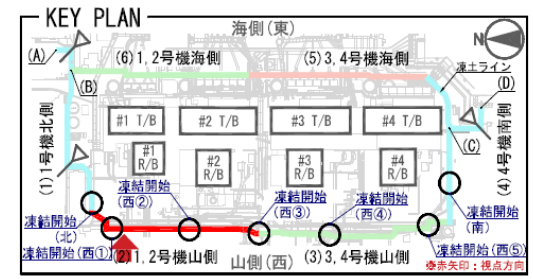 KEY PLAN
海側(東)
N
(A)
(6)1,2号機海側
(5)3,4号機海側
凍土ライン
(B)
(D)
#1 T/B
#2 T/B
#3 T/B
#4 T/B
(C)
(1)1号機北側
#1
R/B
#2
R/B
#3
R/B
#4
R/B
(4)4号機南側
凍結開始
(西②)
凍結開始
(西③)
凍結開始
(西④)
凍結開始
(北)
凍結開始
(南)
凍結開始(西①)
(2)1,2号機山側
山側(西)
(3)3,4号機山側
凍結開始(西⑤)
※赤矢印:視点方向